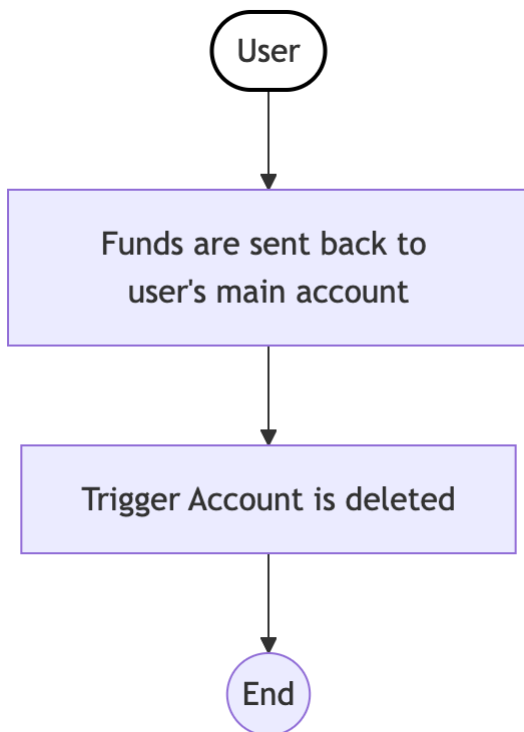 User
Funds are sent back to
user's main account
Trigger Account is deleted
End